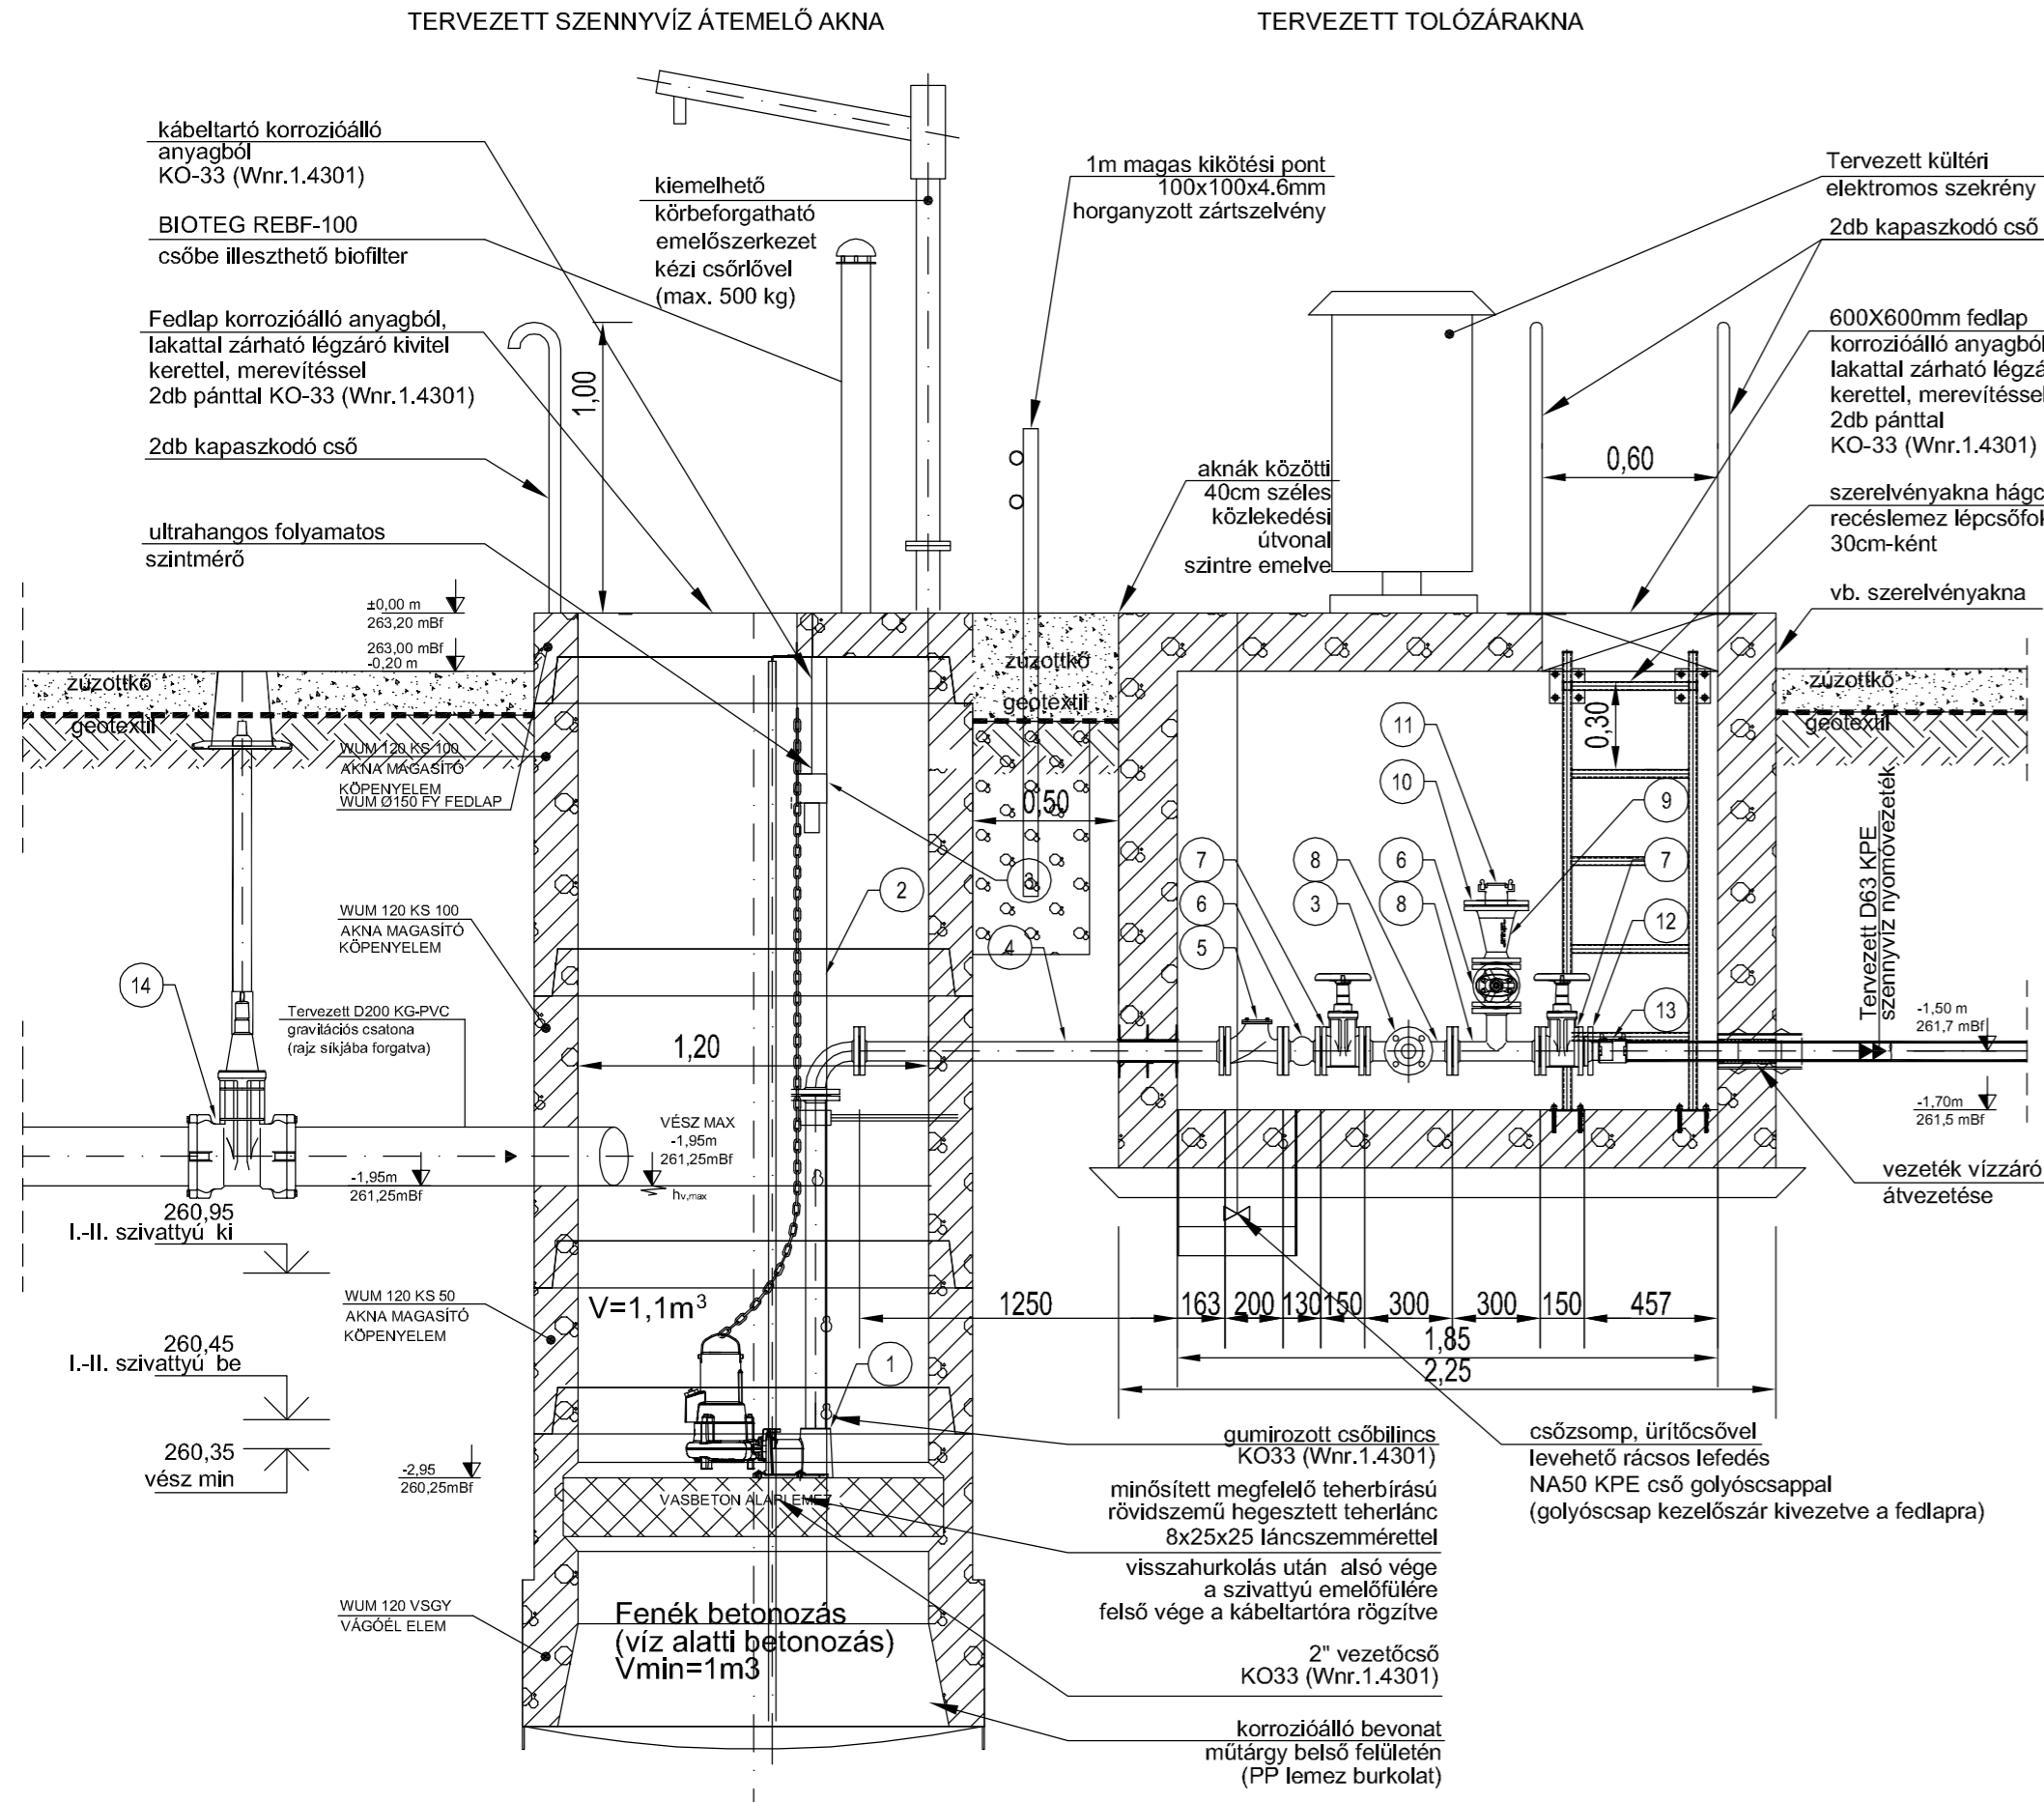 TERVEZETT SZENNYVÍZ ÁTEMELŐ AKNA
TERVEZETT TOLÓZÁRAKNA
kábeltartó korrozióálló
anyagból
KO-33 (Wnr.1.4301)
BIOTEG REBF-100
csőbe illeszthető biofilter
Fedlap korrozióálló anyagból,
lakattal zárható légzáró kivitel
kerettel, merevítéssel
2db pánttal KO-33 (Wnr.1.4301)
2db kapaszkodó cső
ultrahangos folyamatos
szintmérő
kiemelhető
körbeforgatható
emelőszerkezet
kézi csőrlővel
(max. 500 kg)
1,00
1m magas kikötési pont
100x100x4.6mm
horganyzott zártszelvény
aknák közötti
40cm széles
közlekedési
útvonal
szintre emelve
Tervezett kültéri
elektromos szekrény
2db kapaszkodó cső
600X600mm fedlap
korrozióálló anyagból
lakattal zárható légzá
kerettel, merevítéssel
2db pánttal
KO-33 (Wnr.1.4301)
0,60
szerelvényakna hágc
recéslemez lépcsőfok
30cm-ként
vb. szerelvényakna
±0,00 m
263,20 mBf
263,00 mBf
-0,20 m
zúzottkő
geotextil
zúzottkő
geotextil
zúzottkő
geotextil
WUM 120 KS 100
AKNA MAGASÍTÓ
KÖPENYELEM
WUM Ø150 FY FEDLAP
0,50
0,30
11
10
9
7
8
6
7
2
3
6
3
8
12
5
4
13
14
WUM 120 KS 100
AKNA MAGASÍTÓ
KÖPENYELEM
Tervezett D200 KG-PVC
gravitációs csatona
(rajz síkjába forgatva)
1,20
Tervezett D63 KPE
szennyvíz nyomóvezeték
-1,50 m
261,7 mBf
-1,70m
261,5 mBf
VÉSZ MAX
-1,95m
261,25mBf
hv,max
-1,95m
261,25mBf
260,95
I.-II. szivattyú ki
vezeték vízzáró
átvezetése
WUM 120 KS 50
AKNA MAGASÍTÓ
KÖPENYELEM
V=1,1m³
1250
163
200
130
150
300
300
150
457
1,85
2,25
260,45
I.-II. szivattyú be
1
260,35
vész min
-2,95
260,25mBf
VASBETON ALAPLEMEZ
gumirozott csőbilincs
KO33 (Wnr.1.4301)
minősített megfelelő teherbírású
rövidszemű hegesztett teherlánc
8x25x25 láncszemmérettel
visszahurkolás után alsó vége
a szivattyú emelőfülére
felső vége a kábeltartóra rögzítve
2" vezetőcső
KO33 (Wnr.1.4301)
korrozióálló bevonat
műtárgy belső felületén
(PP lemez burkolat)
csőzsomp, ürítőcsővel
levehető rácsos lefedés
NA50 KPE cső golyóscsappal
(golyóscsap kezelőszár kivezetve a fedlapra)
WUM 120 VSGY
VÁGÓÉL ELEM
Fenék betonozás
(víz alatti betonozás)
Vmin=1m3